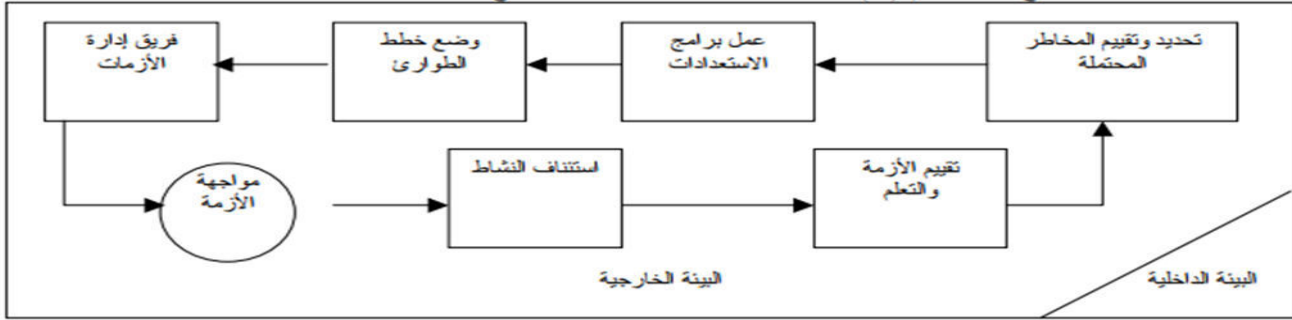 تحديد وتقييم المخاطر
المحتملة
عمل برامج
الاستعدادات
وضع خطط
الطوارئ
فريق إدارة
الأزمات
مواجهة
الأزمة
استئناف النشاط
تقييم الأزمة
والتعلم
البيئة الداخلية
البيئة الخارجية